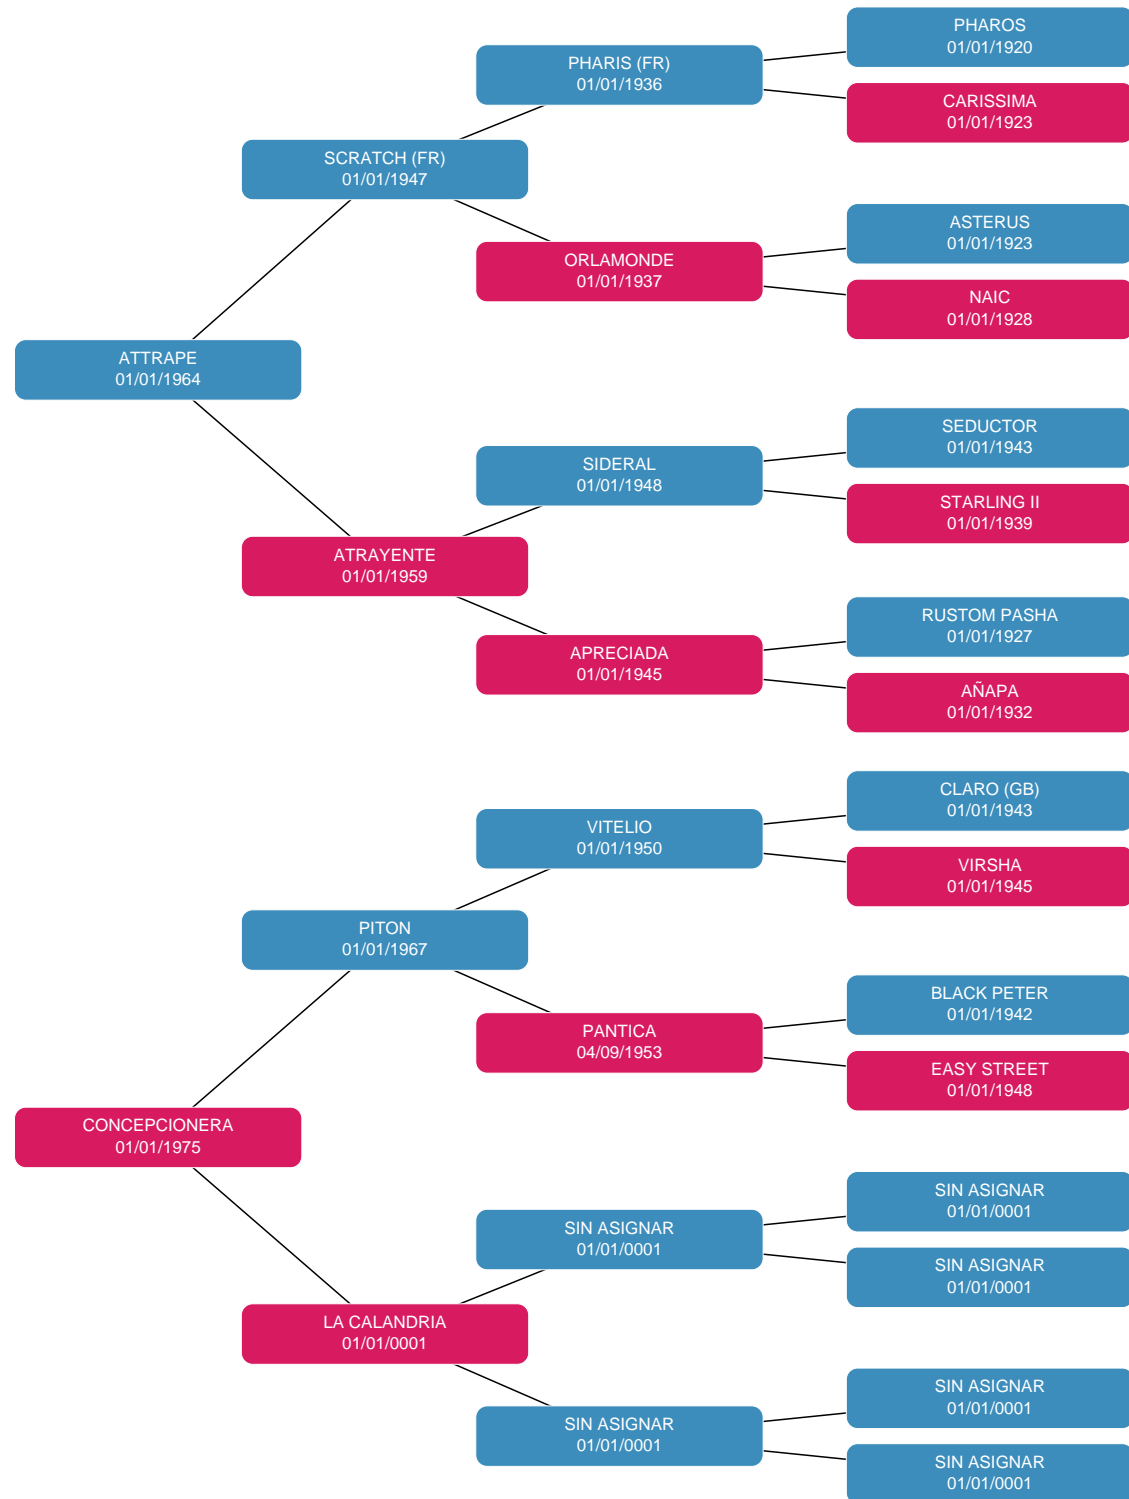 PHAROS
01/01/1920
PHARIS (FR)
01/01/1936
CARISSIMA
01/01/1923
SCRATCH (FR)
01/01/1947
ASTERUS
01/01/1923
ORLAMONDE
01/01/1937
NAIC
01/01/1928
ATTRAPE
01/01/1964
SEDUCTOR
01/01/1943
SIDERAL
01/01/1948
STARLING II
01/01/1939
ATRAYENTE
01/01/1959
RUSTOM PASHA
01/01/1927
APRECIADA
01/01/1945
AÑAPA
01/01/1932
CLARO (GB)
01/01/1943
VITELIO
01/01/1950
VIRSHA
01/01/1945
PITON
01/01/1967
BLACK PETER
01/01/1942
PANTICA
04/09/1953
EASY STREET
01/01/1948
CONCEPCIONERA
01/01/1975
SIN ASIGNAR
01/01/0001
SIN ASIGNAR
01/01/0001
SIN ASIGNAR
01/01/0001
LA CALANDRIA
01/01/0001
SIN ASIGNAR
01/01/0001
SIN ASIGNAR
01/01/0001
SIN ASIGNAR
01/01/0001